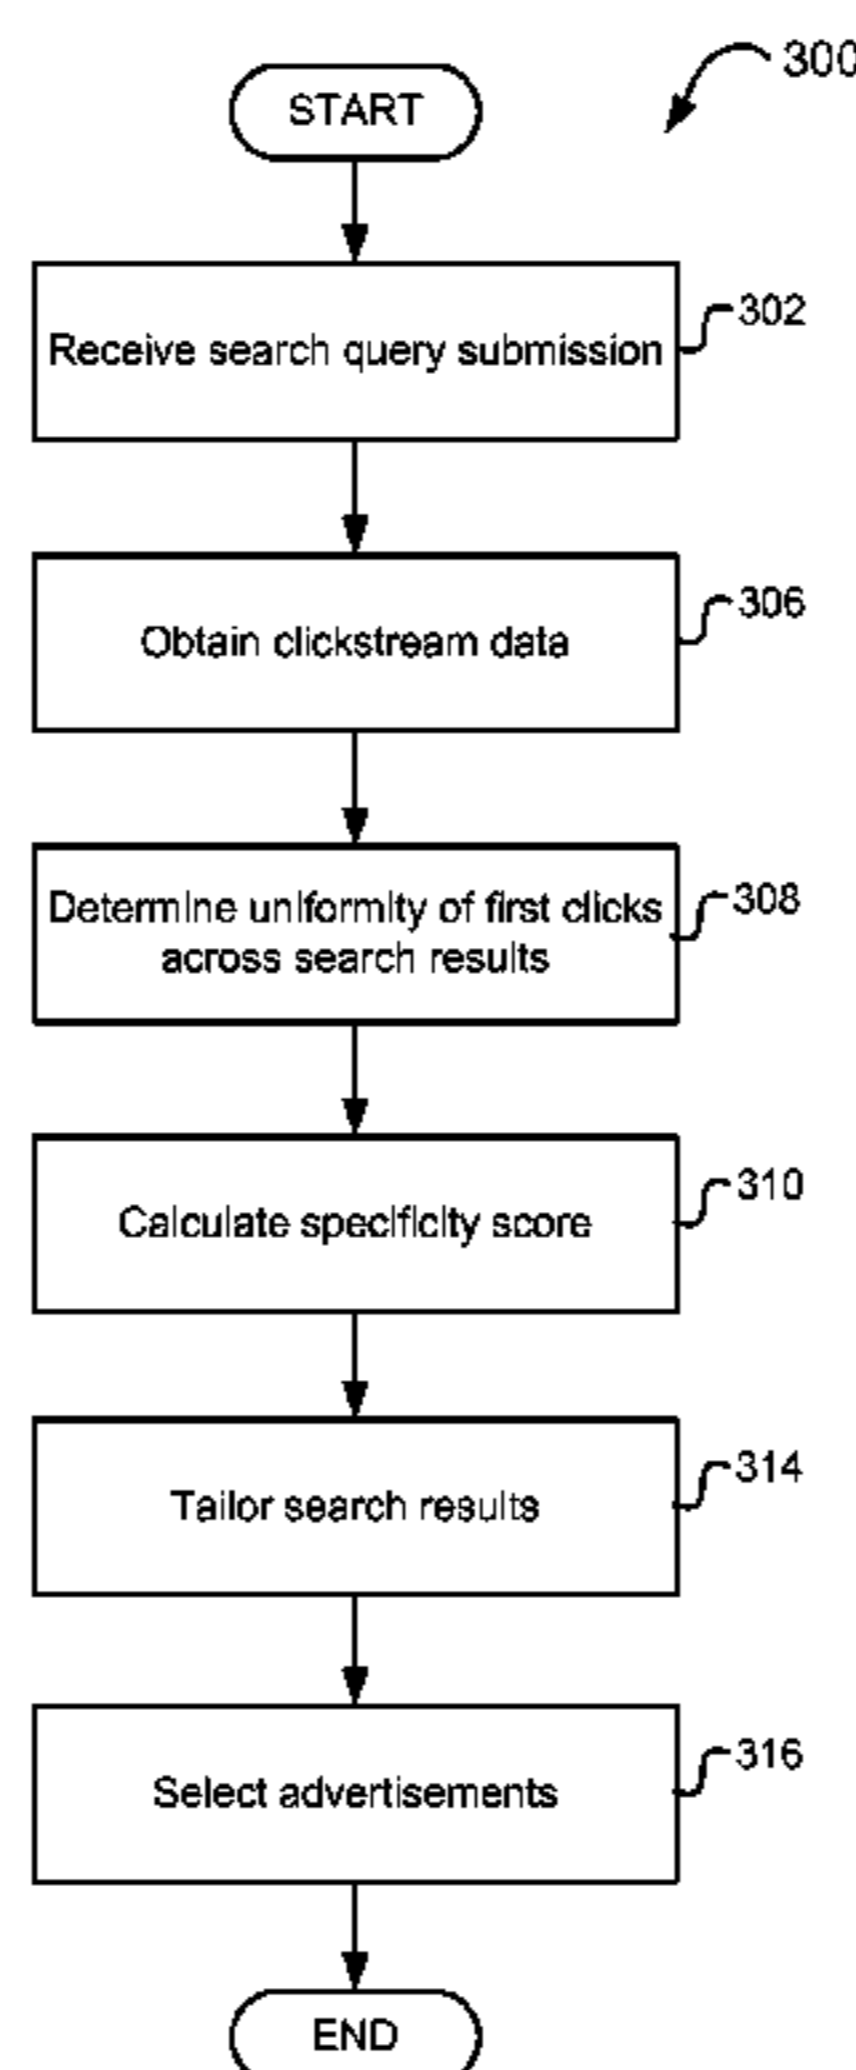 300
START
Receive search query submission
302
Obtain clickstream data
306
Determine uniformity of first clicks
across search results
308
Calculate specificity score
310
Tailor search results
314
Select advertisements
316
END